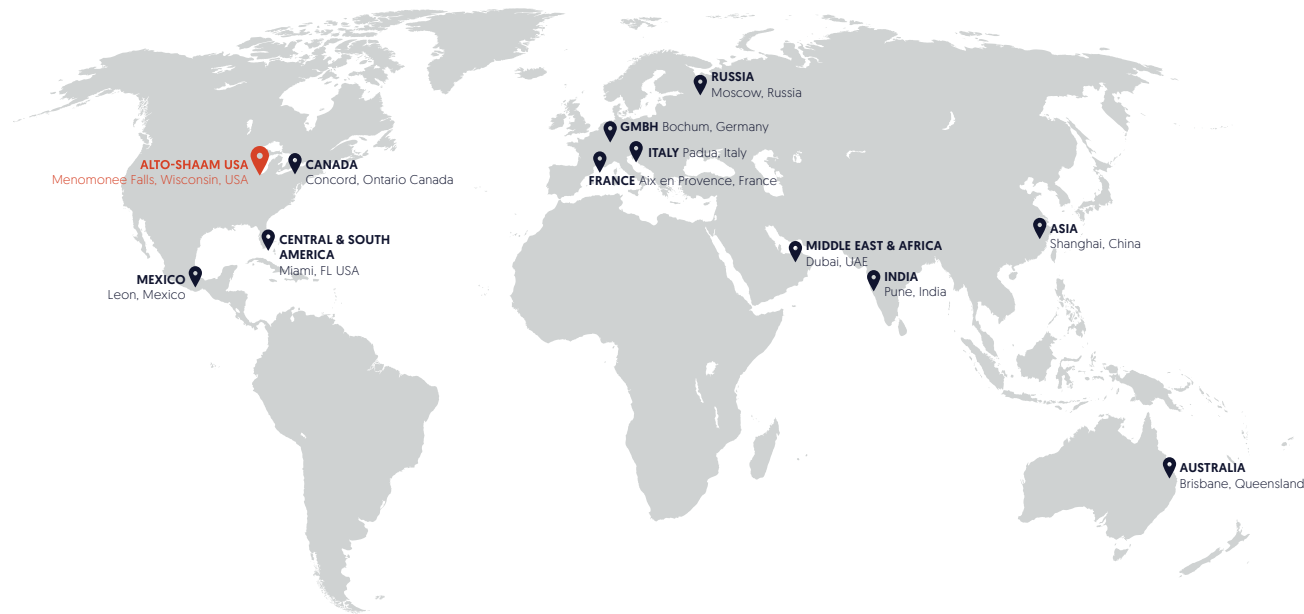 RUSSIA
Moscow, Russia
GMBH Bochum, Germany
ITALY Padua, Italy
ALTO-SHAAM USA
Menomonee Falls, Wisconsin, USA
CANADA
Concord, Ontario Canada
FRANCE Aix en Provence, France
CENTRAL & SOUTH
AMERICA
Miami, FL USA
MEXICO
Leon, Mexico
MIDDLE EAST & AFRICA
Dubai, UAE
INDIA
Pune, India
ASIA
Shanghai, China
AUSTRALIA
Brisbane, Queensland